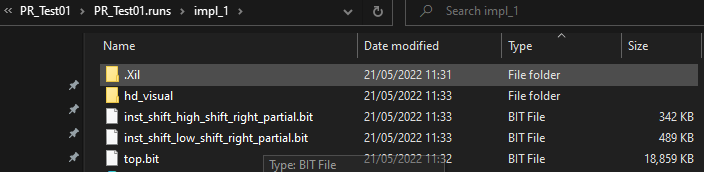 PR_Test01 > PR_Test01.runs > impl_1 >
Search impl_1
Name Date modified Type Size
.Xil 21/05/2022 11:31 File folder
hd_visual 21/05/2022 11:33 File folder
inst_shift_high_shift_right_partial.bit 21/05/2022 11:33 BIT File 342 KB
inst_shift_low_shift_right_partial.bit 21/05/2022 11:33 BIT File 489 KB
top.bit 21/05/2022 11:32 BIT File 18,859 KB
Type: BIT File